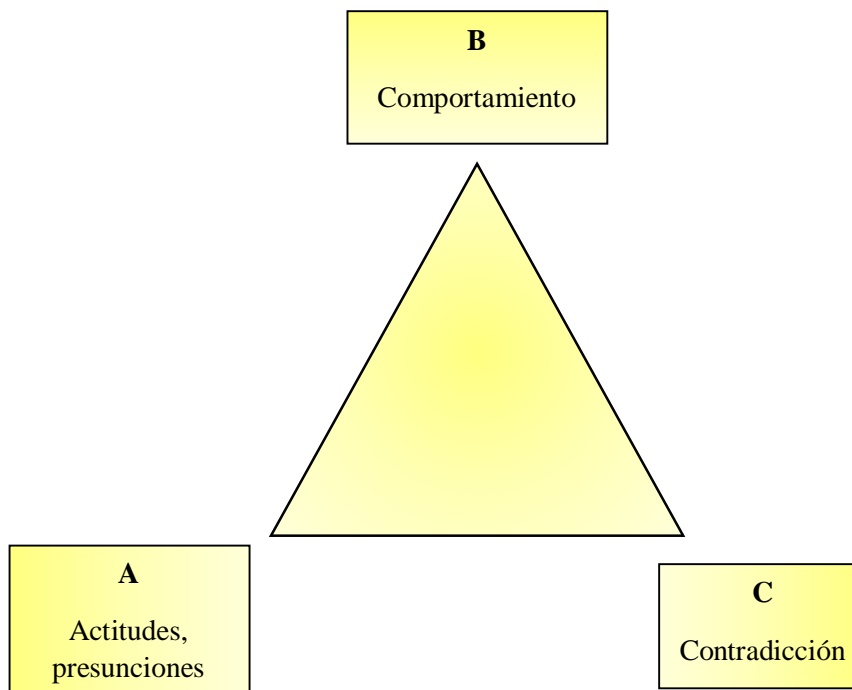 B
Comportamiento
A
Actitudes,
presunciones
C
Contradicción